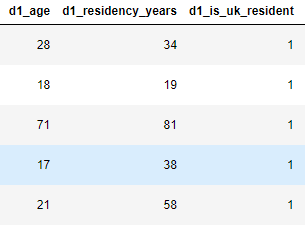 d1_age d1_residency_years d1_is_uk_resident
28 34 1
18 19 1
71 81 1
17 38 1
21 58 1